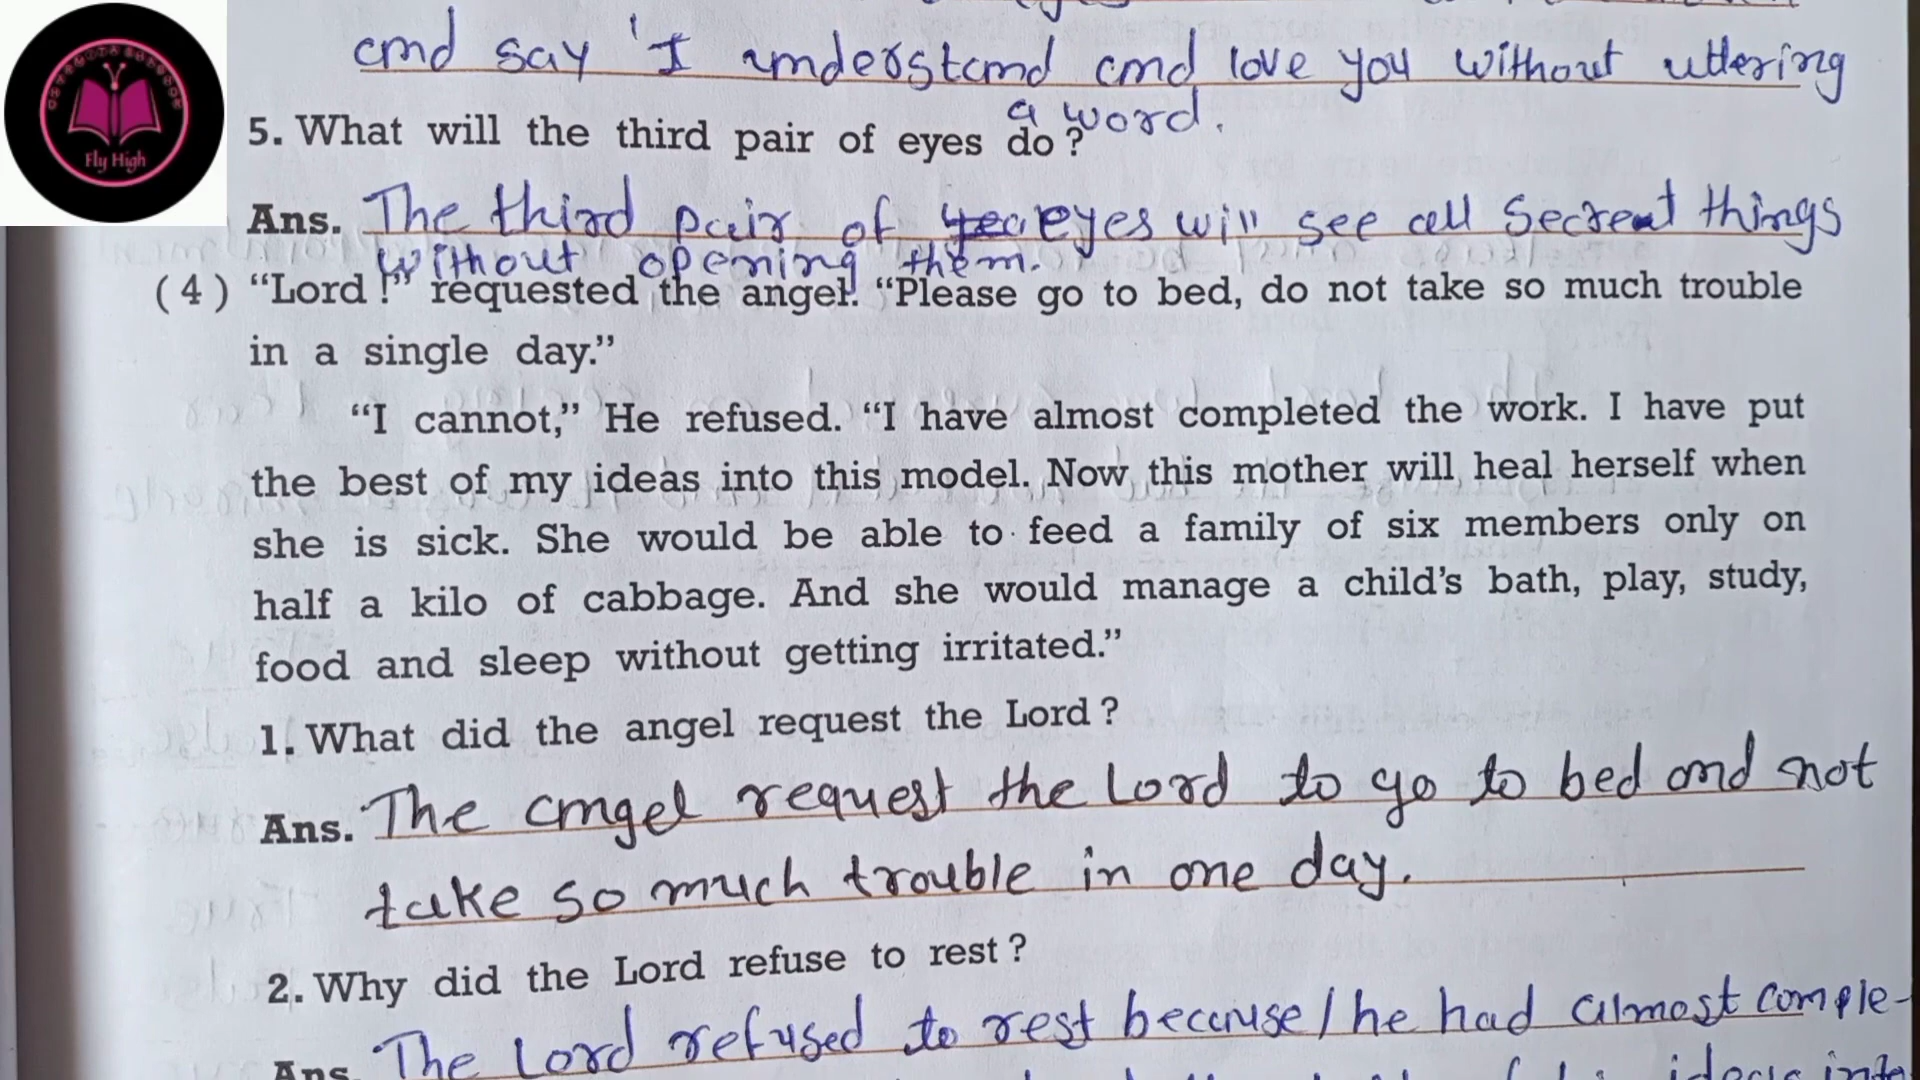 and say 'I understand and love you without uttering
a word.
Fly High
5. What will the third pair of eyes do ?
Ans. The third pair of eyes will see all Secreat things
without opening them.
( 4 ) “Lord !” requested the angel. “Please go to bed, do not take so much trouble
in a single day.”
“I cannot,” He refused. “I have almost completed the work. I have put
the best of my ideas into this model. Now this mother will heal herself when
she is sick. She would be able to feed a family of six members only on
half a kilo of cabbage. And she would manage a child’s bath, play, study,
food and sleep without getting irritated.”
1. What did the angel request the Lord ?
Ans. The angel request the Lord to go to bed and not
take so much trouble in one day.
2. Why did the Lord refuse to rest ?
Ans. The Lord refused to rest because he had almost comple-
ideas into